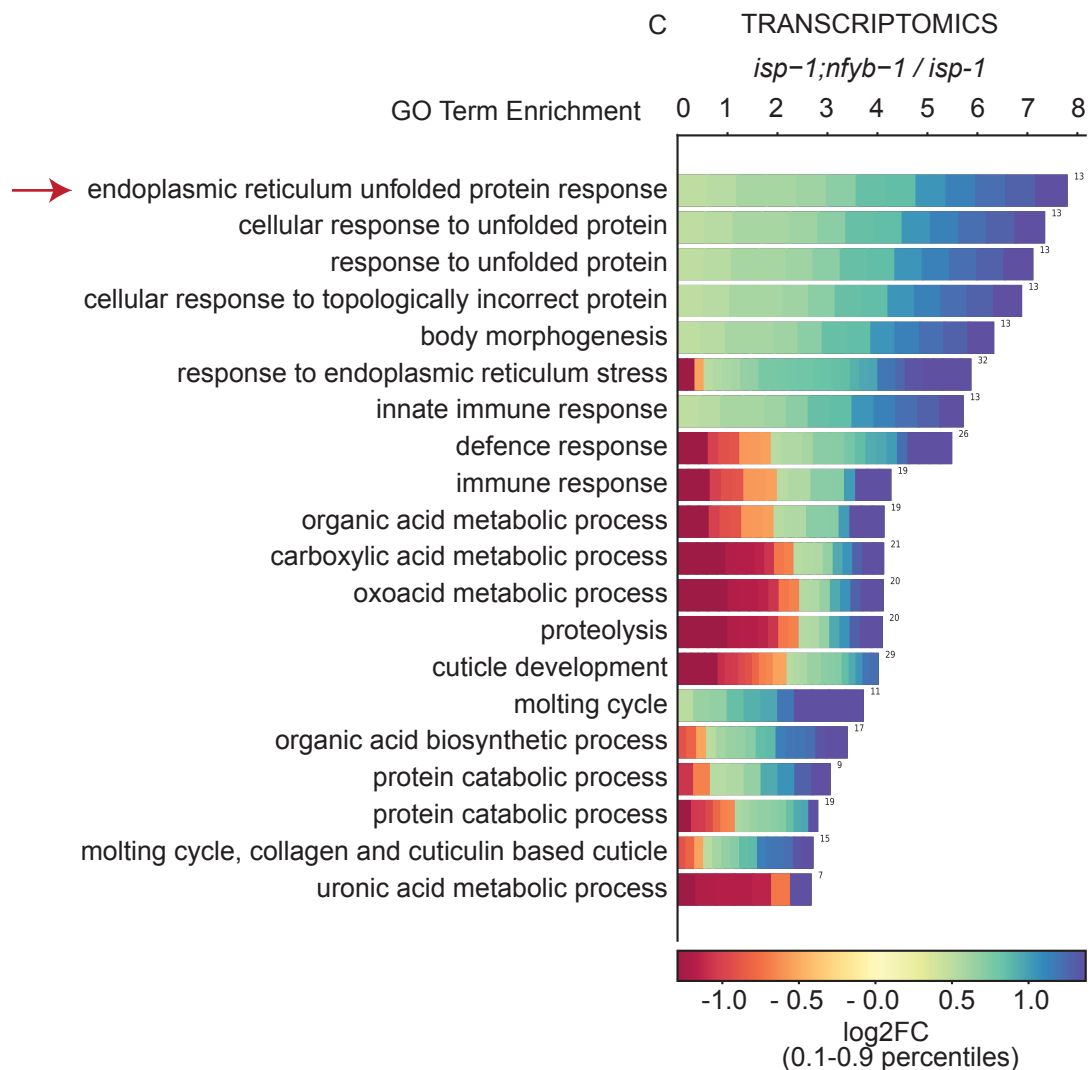 C TRANSCRIPTOMICS
isp−1;nfyb−1 / isp-1
GO Term Enrichment 0 1 2 3 4 5 6 7 8
endoplasmic reticulum unfolded protein response 13
cellular response to unfolded protein 13
response to unfolded protein 13
cellular response to topologically incorrect protein 13
body morphogenesis 13
response to endoplasmic reticulum stress 32
innate immune response 13
defence response 26
immune response 19
organic acid metabolic process 19
carboxylic acid metabolic process 21
oxoacid metabolic process 20
proteolysis 20
cuticle development 29
molting cycle 11
organic acid biosynthetic process 17
protein catabolic process 9
protein catabolic process 19
molting cycle, collagen and cuticulin based cuticle 15
uronic acid metabolic process 7
-1.0 - 0.5 - 0.0 0.5 1.0
log2FC
(0.1-0.9 percentiles)